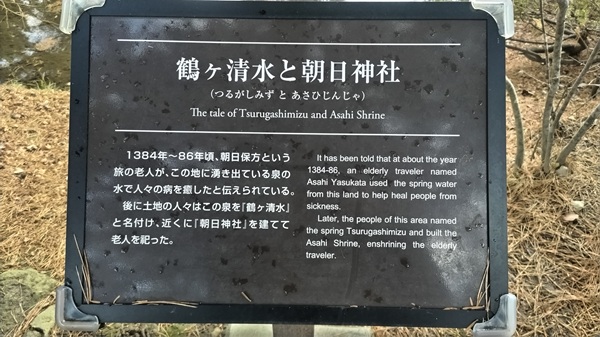 鶴ヶ清水と朝日神社
（つるがしみず と あさひじんじゃ）
The tale of Tsurugashimizu and Asahi Shrine
1384年～86年頃、朝日保方という
旅の老人が、この地に湧き出ている泉の
水で人々の病を癒したと伝えられている。
後に土地の人々はこの泉を『鶴ヶ清水』
と名付け、近くに『朝日神社』を建てて
老人を祀った。
It has been told that at about the year
1384-86, an elderly traveler named
Asahi Yasukata used the spring water
from this land to help heal people from
sickness.
Later, the people of this area named
the spring Tsurugashimizu and built the
Asahi Shrine, enshrining the elderly
traveler.